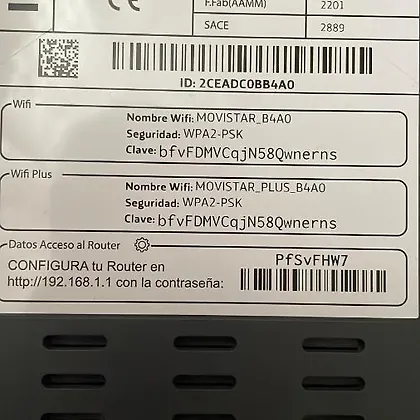 CE
F.Fab(AAMM) 2201
SACE 2889
ID: 2CEADC0BB4A0
Wifi
Nombre Wifi: MOVISTAR_B4A0
Seguridad: WPA2-PSK
Clave: bfvFDMVCqjN58Qwnerns
Wifi Plus
Nombre Wifi: MOVISTAR_PLUS_B4A0
Seguridad: WPA2-PSK
Clave: bfvFDMVCqjN58Qwnerns
Datos Acceso al Router
PfSvFHW7
CONFIGURA tu Router en
http://192.168.1.1 con la contraseña: